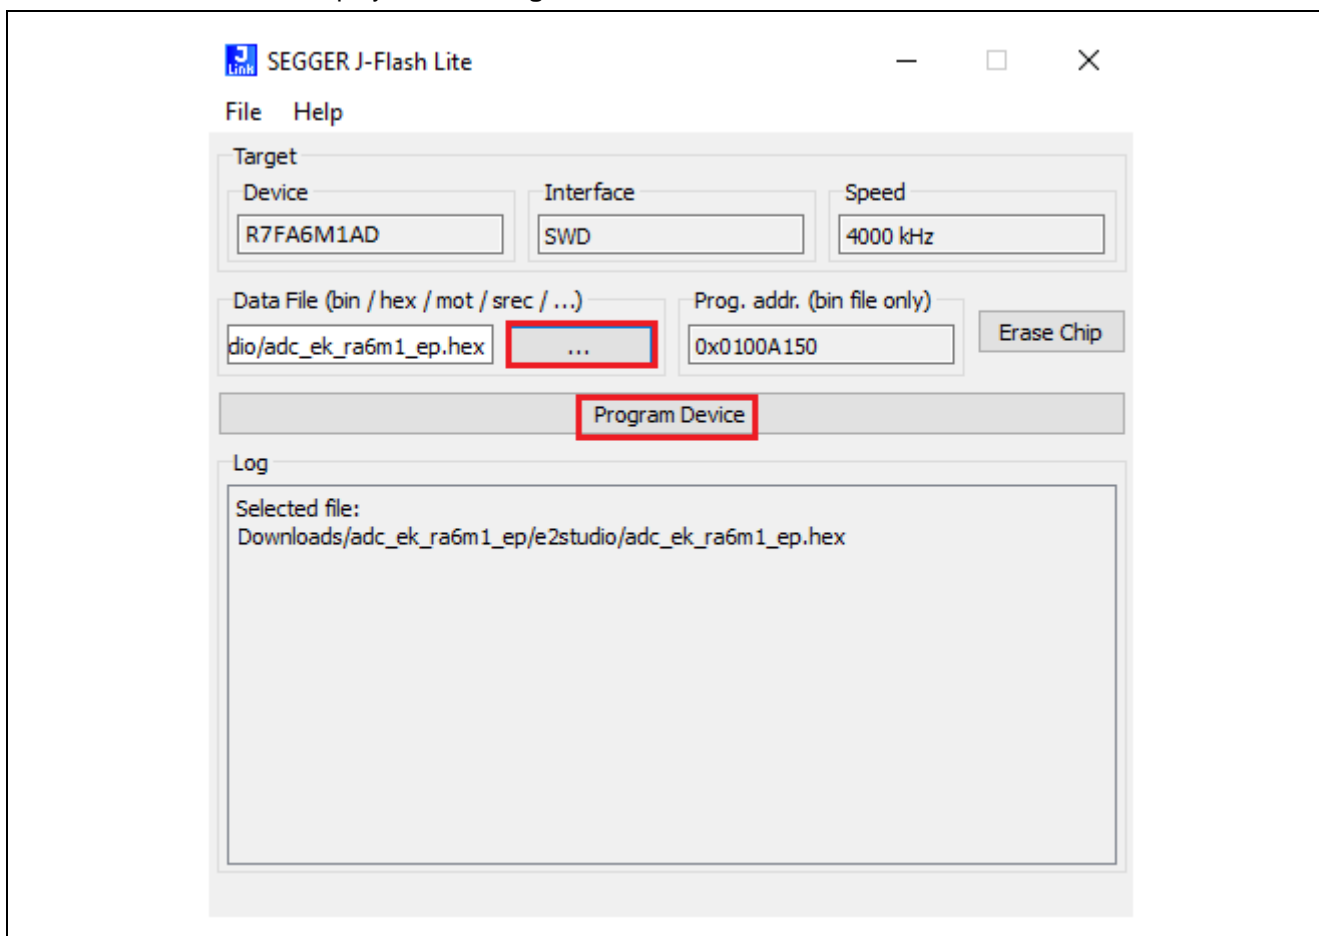 SEGGER J-Flash Lite
File Help
Target
Device Interface Speed
R7FA6M1AD SWD 4000 kHz
Data File (bin / hex / mot / srec / ...) Prog. addr. (bin file only)
dio/adc_ek_ra6m1_ep.hex ... 0x0100A150 Erase Chip
Program Device
Log
Selected file:
Downloads/adc_ek_ra6m1_ep/e2studio/adc_ek_ra6m1_ep.hex